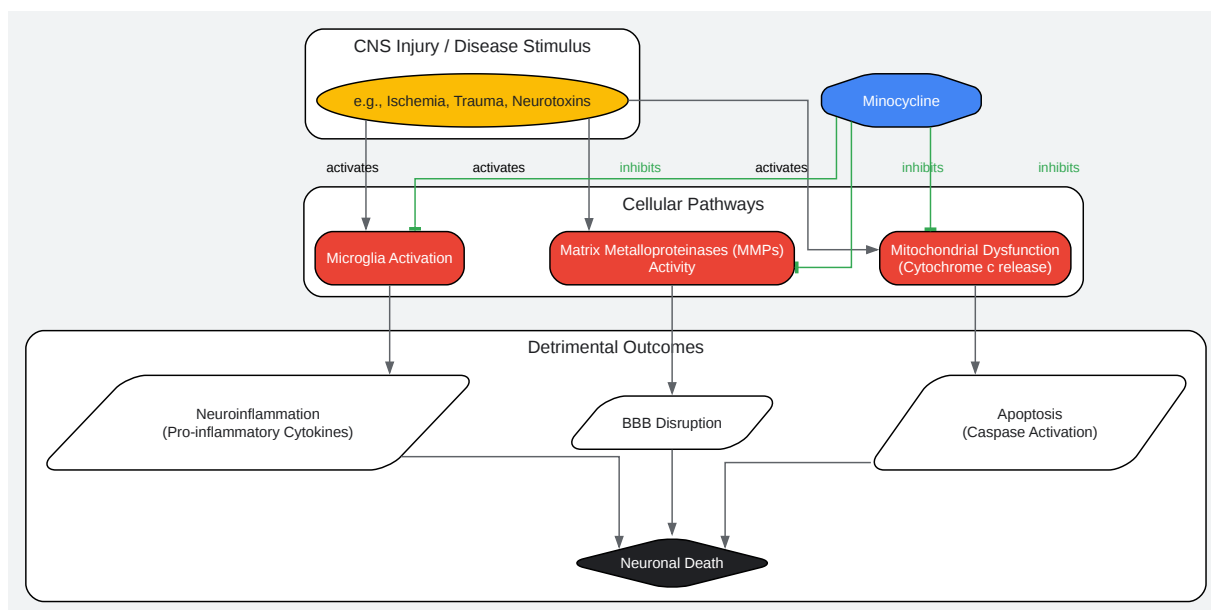 CNS Injury / Disease Stimulus
e.g., Ischemia, Trauma, Neurotoxins
Minocycline
activates
activates
inhibits
activates
inhibits
inhibits
Cellular Pathways
Microglia Activation
Matrix Metalloproteinases (MMPs)
Activity
Mitochondrial Dysfunction
(Cytochrome c release)
Detrimental Outcomes
Neuroinflammation
(Pro-inflammatory Cytokines)
BBB Disruption
Apoptosis
(Caspase Activation)
Neuronal Death